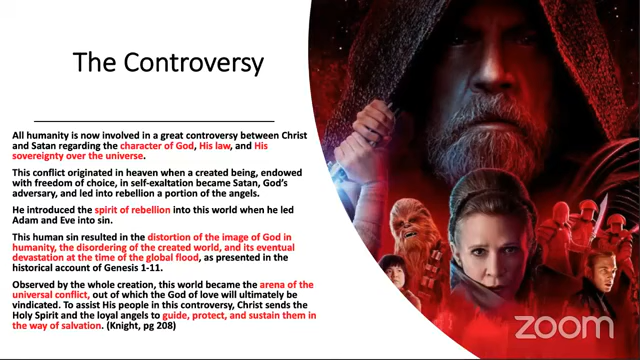 The Controversy
All humanity is now involved in a great controversy between Christ
and Satan regarding the character of God, His law, and His
sovereignty over the universe.
This conflict originated in heaven when a created being, endowed
with freedom of choice, in self-exaltation became Satan, God's
adversary, and led into rebellion a portion of the angels.
He introduced the spirit of rebellion into this world when he led
Adam and Eve into sin.
This human sin resulted in the distortion of the image of God in
humanity, the disordering of the created world, and its eventual
devastation at the time of the global flood, as presented in the
historical account of Genesis 1-11.
Observed by the whole creation, this world became the arena of the
universal conflict, out of which the God of love will ultimately be
vindicated. To assist His people in this controversy, Christ sends the
Holy Spirit and the loyal angels to guide, protect, and sustain them in
the way of salvation. (Knight, pg 208)
zoom